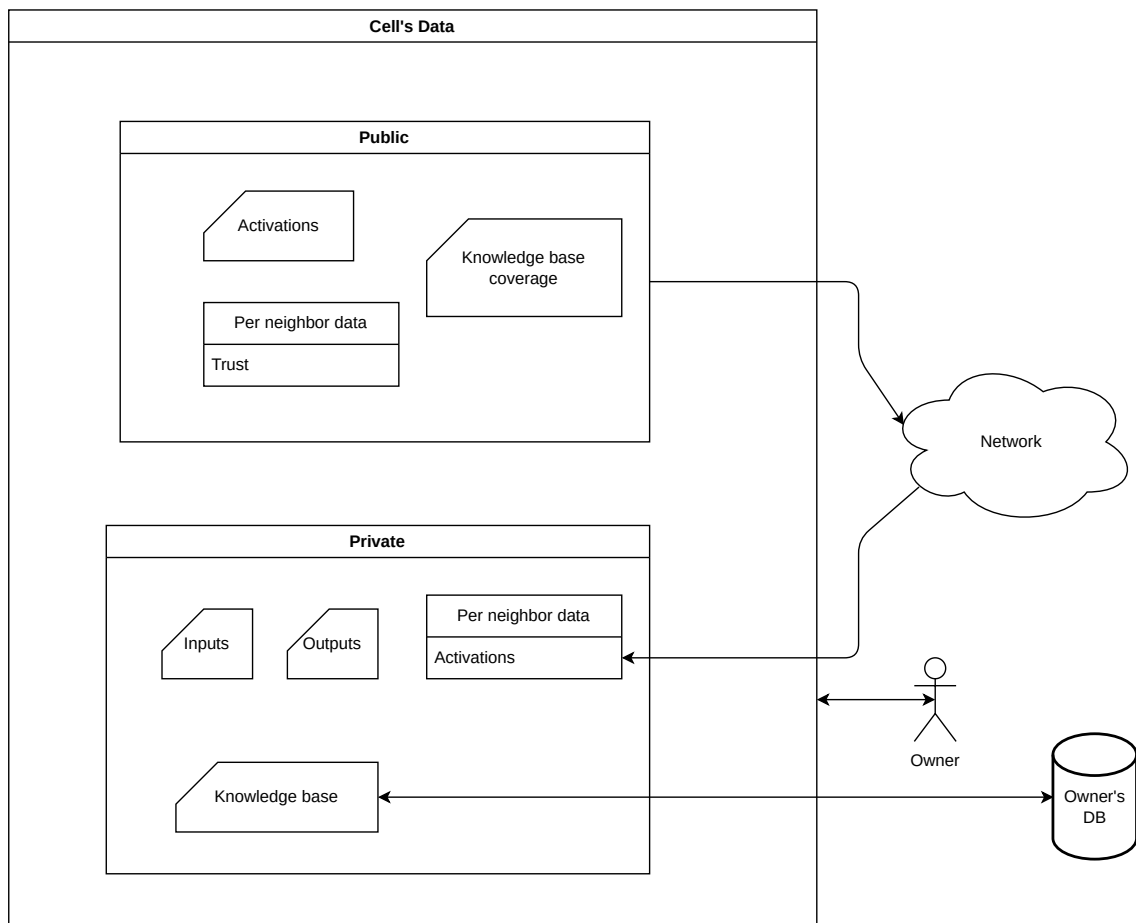 Cell's Data
Public
Activations
Knowledge base
coverage
Per neighbor data
Trust
Network
Private
Inputs
Outputs
Per neighbor data
Activations
Owner
Knowledge base
Owner's
DB